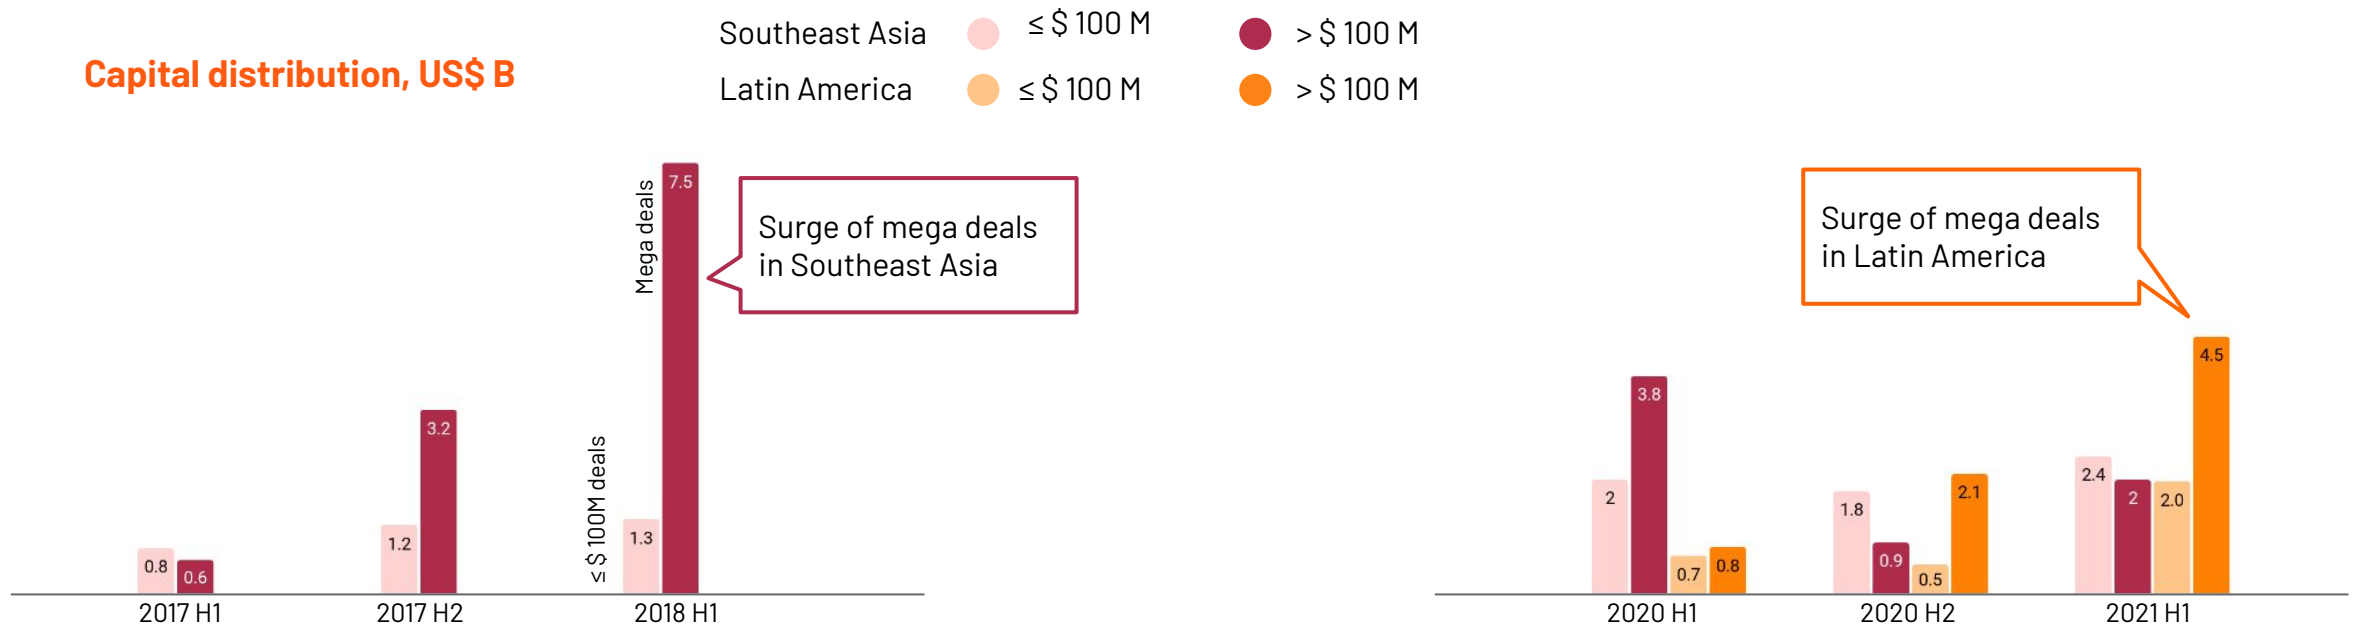 Capital distribution, US$ B
Southeast Asia ≤ $ 100 M > $ 100 M
Latin America ≤ $ 100 M > $ 100 M
0.8
0.6
2017 H1
1.2
3.2
2017 H2
≤ $ 100M deals
1.3
Mega deals
7.5
2018 H1
Surge of mega deals
in Southeast Asia
2
3.8
0.7
0.8
2020 H1
1.8
0.9
0.5
2.1
2020 H2
2.4
2
2.0
4.5
2021 H1
Surge of mega deals
in Latin America